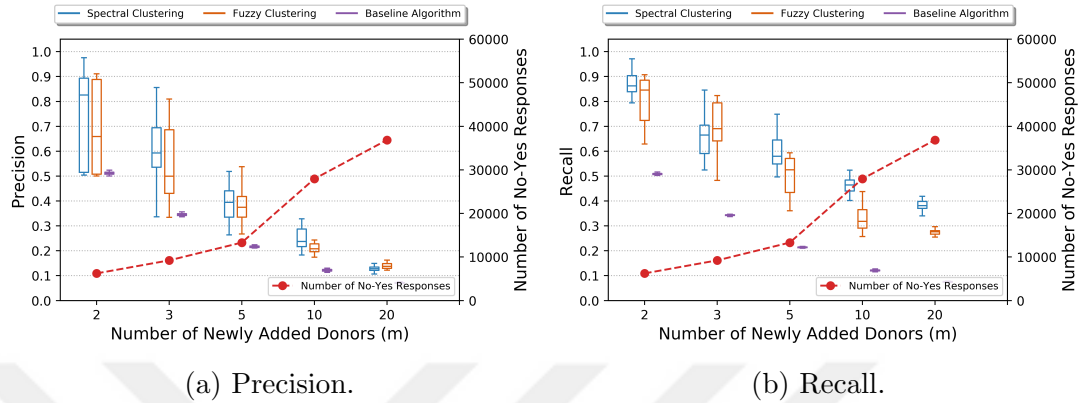 Spectral Clustering Fuzzy Clustering Baseline Algorithm
1.0
0.9
0.8
0.7
0.6
0.5
0.4
0.3
0.2
0.1
0.0
Precision
60000
50000
40000
30000
20000
10000
0
Number of No-Yes Responses
Number of No-Yes Responses
2 3 5 10 20
Number of Newly Added Donors (m)
(a) Precision.
Spectral Clustering Fuzzy Clustering Baseline Algorithm
1.0
0.9
0.8
0.7
0.6
0.5
0.4
0.3
0.2
0.1
0.0
Recall
60000
50000
40000
30000
20000
10000
0
Number of No-Yes Responses
Number of No-Yes Responses
2 3 5 10 20
Number of Newly Added Donors (m)
(b) Recall.